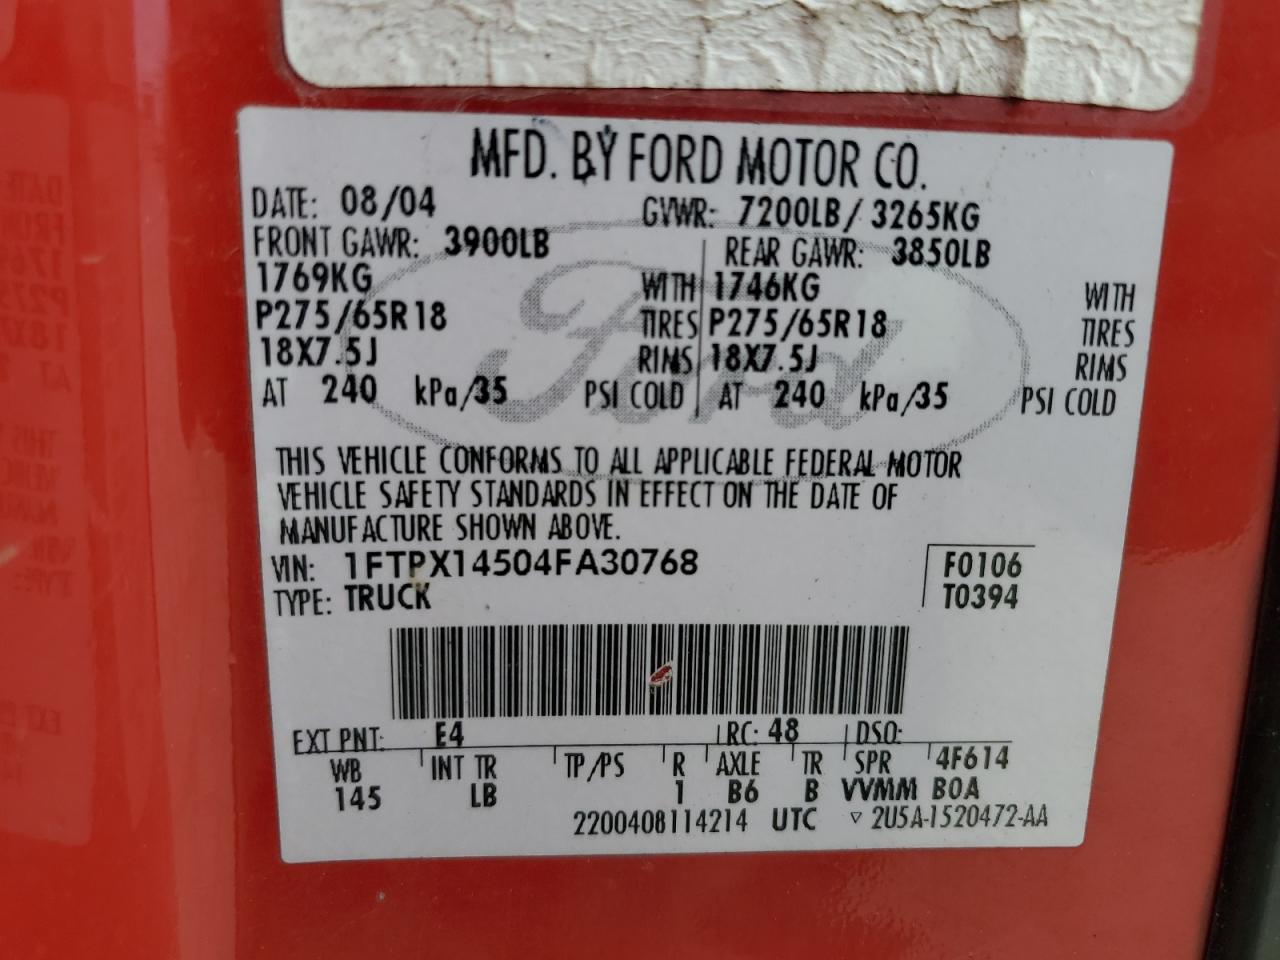 MFD. BY FORD MOTOR CO.
DATE: 08/04 GVWR: 7200LB/ 3265KG
FRONT GAWR: 3900LB REAR GAWR: 3850LB
1769KG WITH 1746KG WITH
P275/65R18 TIRES P275/65R18 TIRES
18X7.5J RIMS 18X7.5J RIMS
AT 240 kPa/35 PSI COLD AT 240 kPa/35 PSI COLD
Ford
THIS VEHICLE CONFORMS TO ALL APPLICABLE FEDERAL MOTOR
VEHICLE SAFETY STANDARDS IN EFFECT ON THE DATE OF
MANUFACTURE SHOWN ABOVE.
VIN: 1FTPX14504FA30768 F0106
TYPE: TRUCK T0394
EXT PNT: E4 RC: 48 DSO:
WB INT TR TP/PS R AXLE TR SPR 4F614
145 LB 1 B6 B VVMM BOA
2200408114214 UTC ▽ 2U5A-1520472-AA